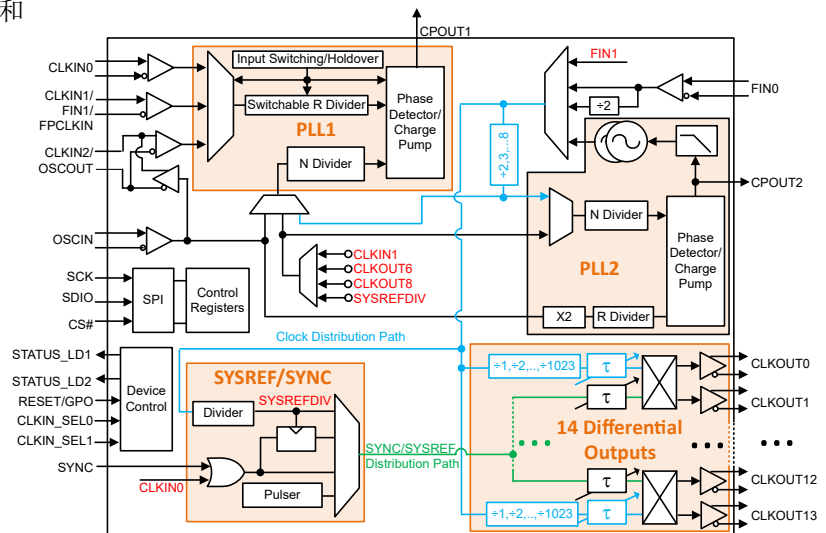 和
CPOUT1
CLKIN0
CLKIN1/
FIN1/
FPCLKIN
CLKIN2/
OSCOUT
Input Switching/Holdover
Switchable R Divider
PLL1
N Divider
Phase
Detector/
Charge
Pump
FIN1
÷2
FIN0
÷2,3,...8
CPOUT2
N Divider
PLL2
Phase
Detector/
Charge
Pump
X2
R Divider
OSCIN
CLKIN1
CLKOUT6
CLKOUT8
SYSREFDIV
SCK
SDIO
CS#
SPI
Control
Registers
Clock Distribution Path
STATUS_LD1
STATUS_LD2
RESET/GPO
CLKIN_SEL0
CLKIN_SEL1
Device
Control
SYNC
CLKIN0
SYSREF/SYNC
Divider
SYSREFDIV
Pulser
SYNC/SYSREF
Distribution Path
÷1,÷2,..,÷1023
τ
τ
14 Differential
Outputs
τ
÷1,÷2,..,÷1023
τ
CLKOUT0
CLKOUT1
CLKOUT12
CLKOUT13